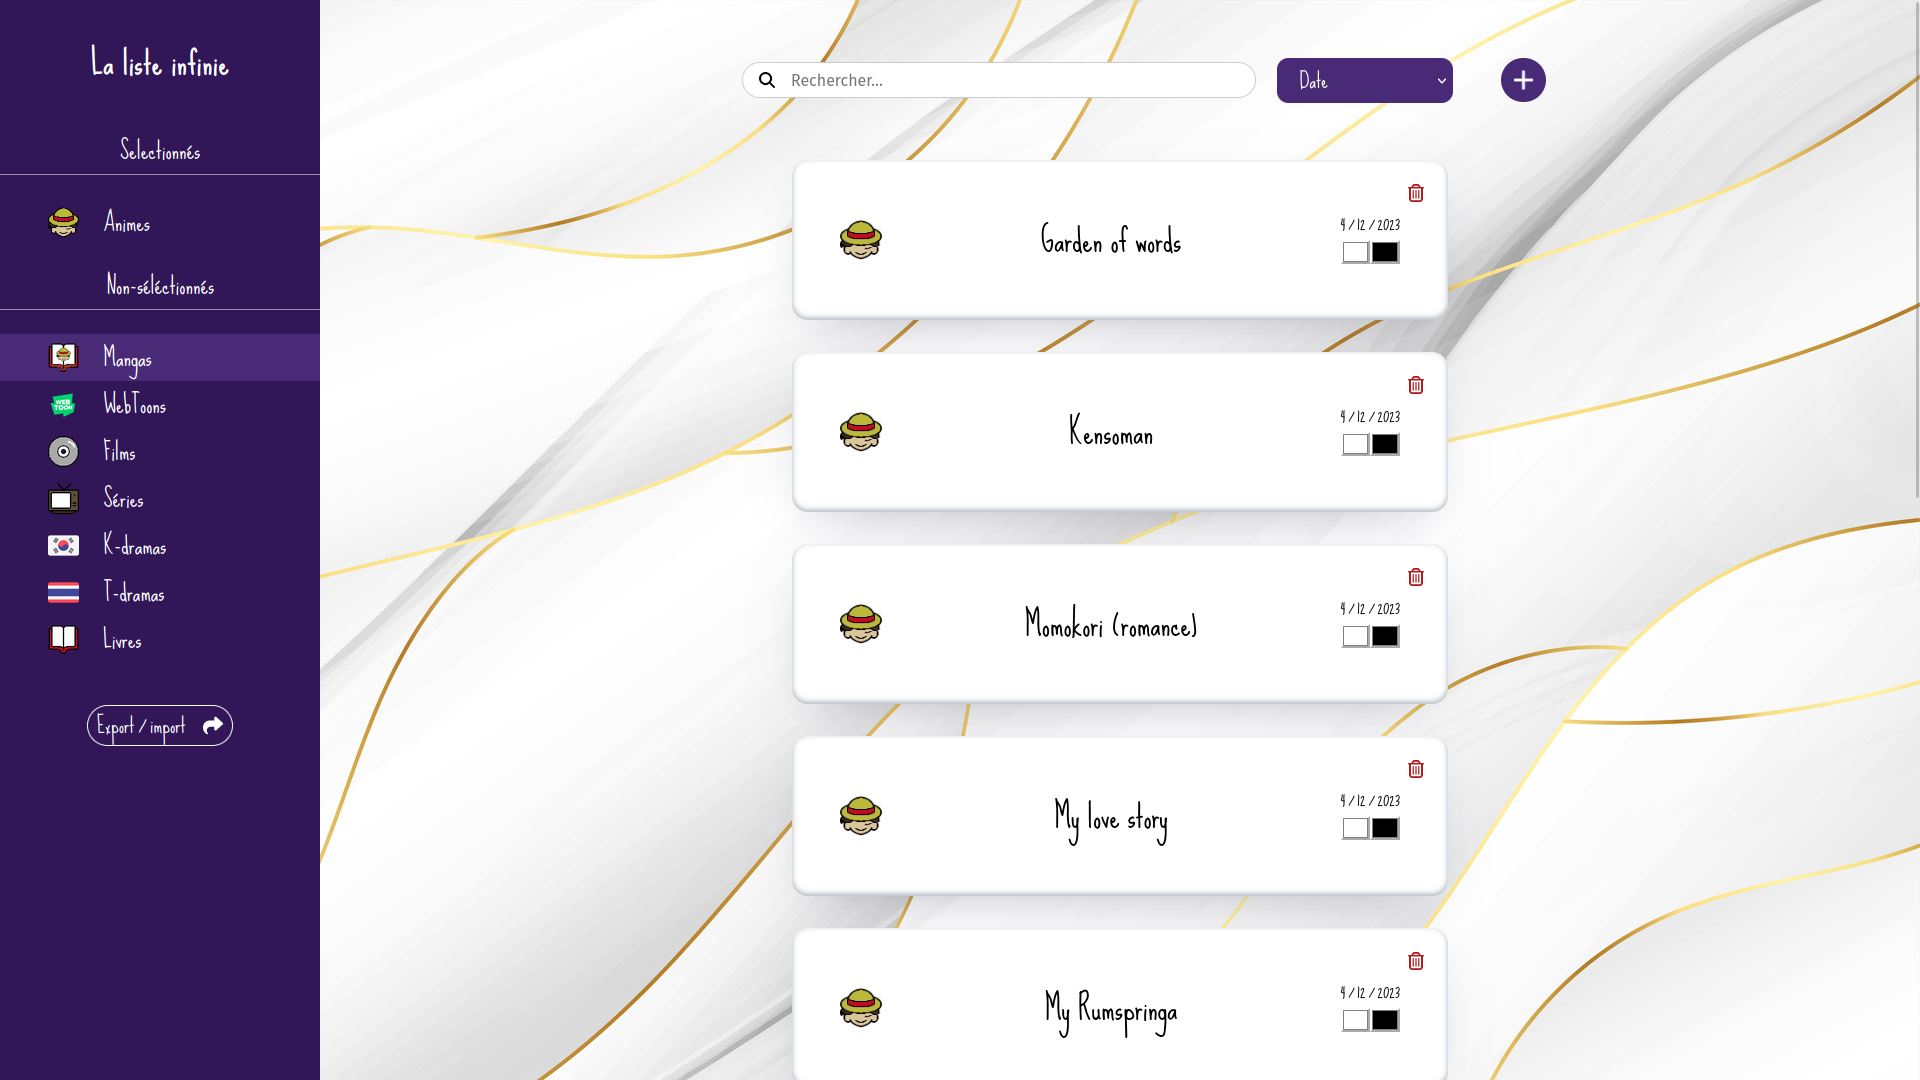 La liste infinie
Selectionnés
Animes
Non-séléctionnés
Mangas
WEB TOON
WebToons
Films
Séries
K-dramas
T-dramas
Livres
Export / import
Rechercher...
Date
Garden of words
4 / 12 / 2023
Kensoman
4 / 12 / 2023
Momokori (romance)
4 / 12 / 2023
My love story
4 / 12 / 2023
My Rumspringa
4 / 12 / 2023